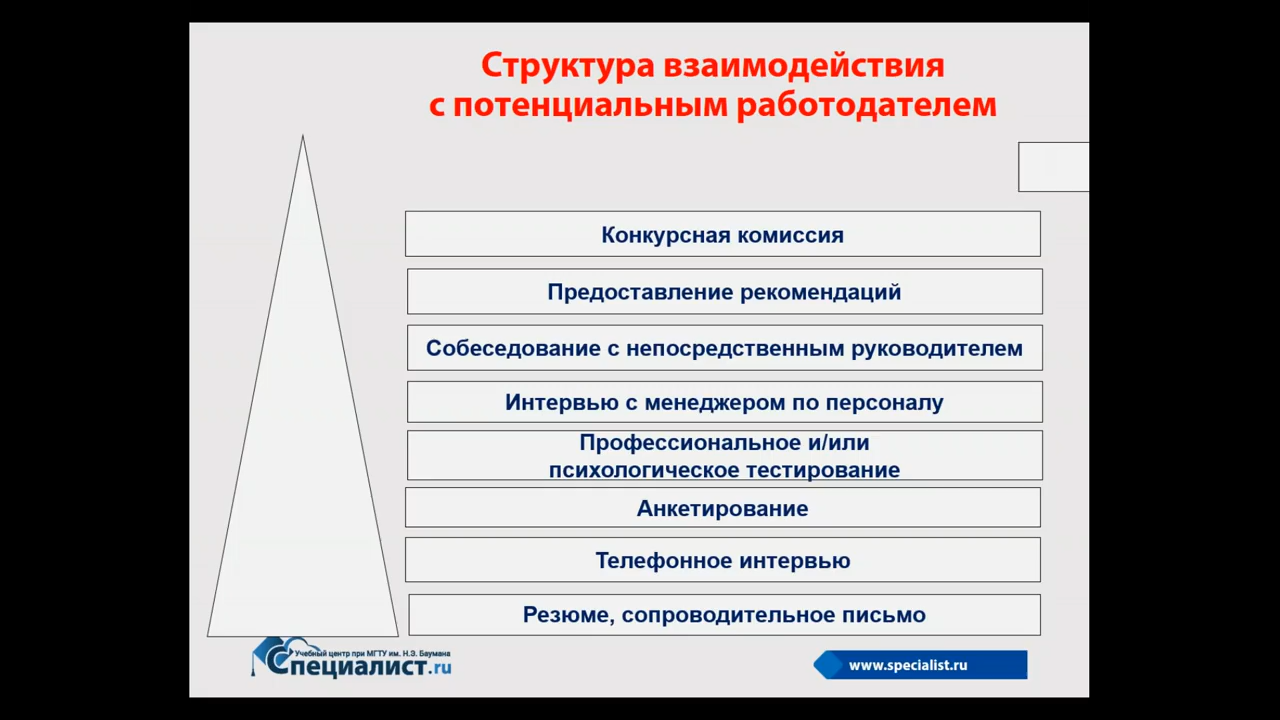 Структура взаимодействия
с потенциальным работодателем
Конкурсная комиссия
Предоставление рекомендаций
Собеседование с непосредственным руководителем
Интервью с менеджером по персоналу
Профессиональное и/или
психологическое тестирование
Анкетирование
Телефонное интервью
Резюме, сопроводительное письмо
Учебный центр при МГТУ им. Н.Э. Баумана
Специалист.ru
www.specialist.ru